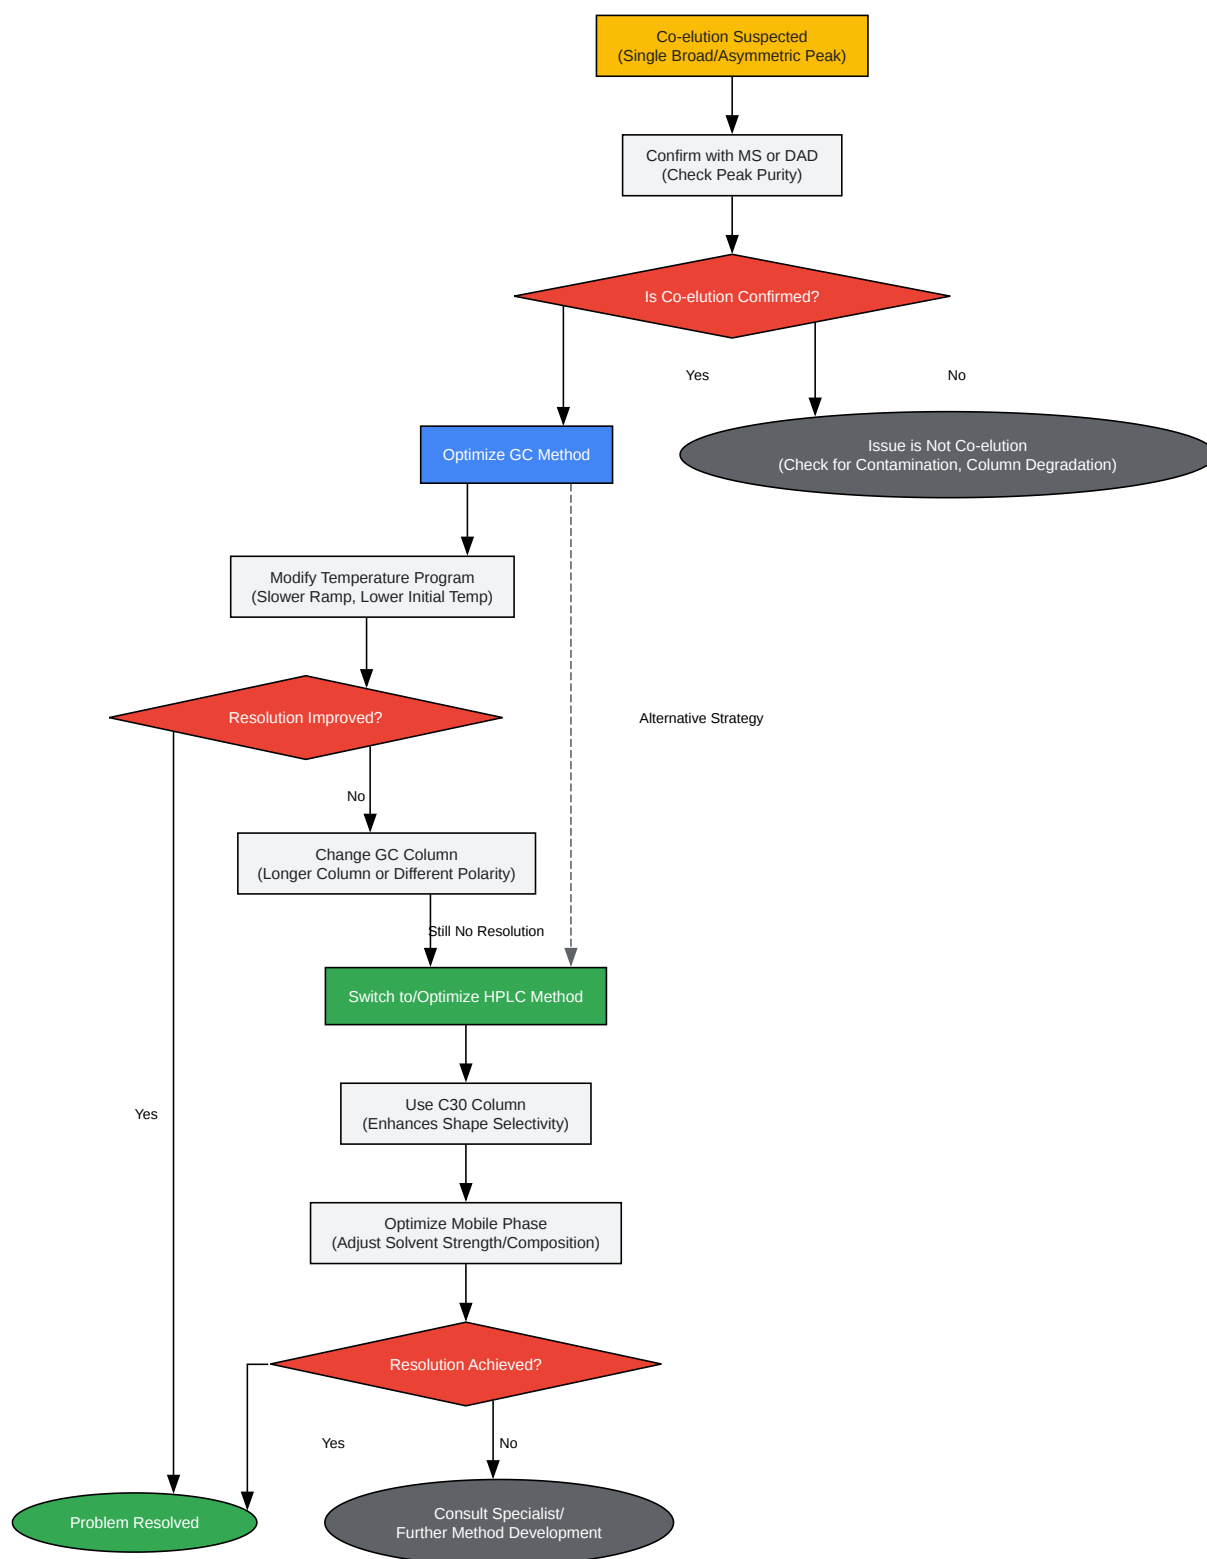 Co-elution Suspected
(Single Broad/Asymmetric Peak)
Confirm with MS or DAD
(Check Peak Purity)
Is Co-elution Confirmed?
Yes
No
Optimize GC Method
Issue is Not Co-elution
(Check for Contamination, Column Degradation)
Modify Temperature Program
(Slower Ramp, Lower Initial Temp)
Resolution Improved?
Alternative Strategy
No
Change GC Column
(Longer Column or Different Polarity)
Still No Resolution
Switch to/Optimize HPLC Method
Use C30 Column
(Enhances Shape Selectivity)
Yes
Optimize Mobile Phase
(Adjust Solvent Strength/Composition)
Resolution Achieved?
Yes
No
Problem Resolved
Consult Specialist/
Further Method Development